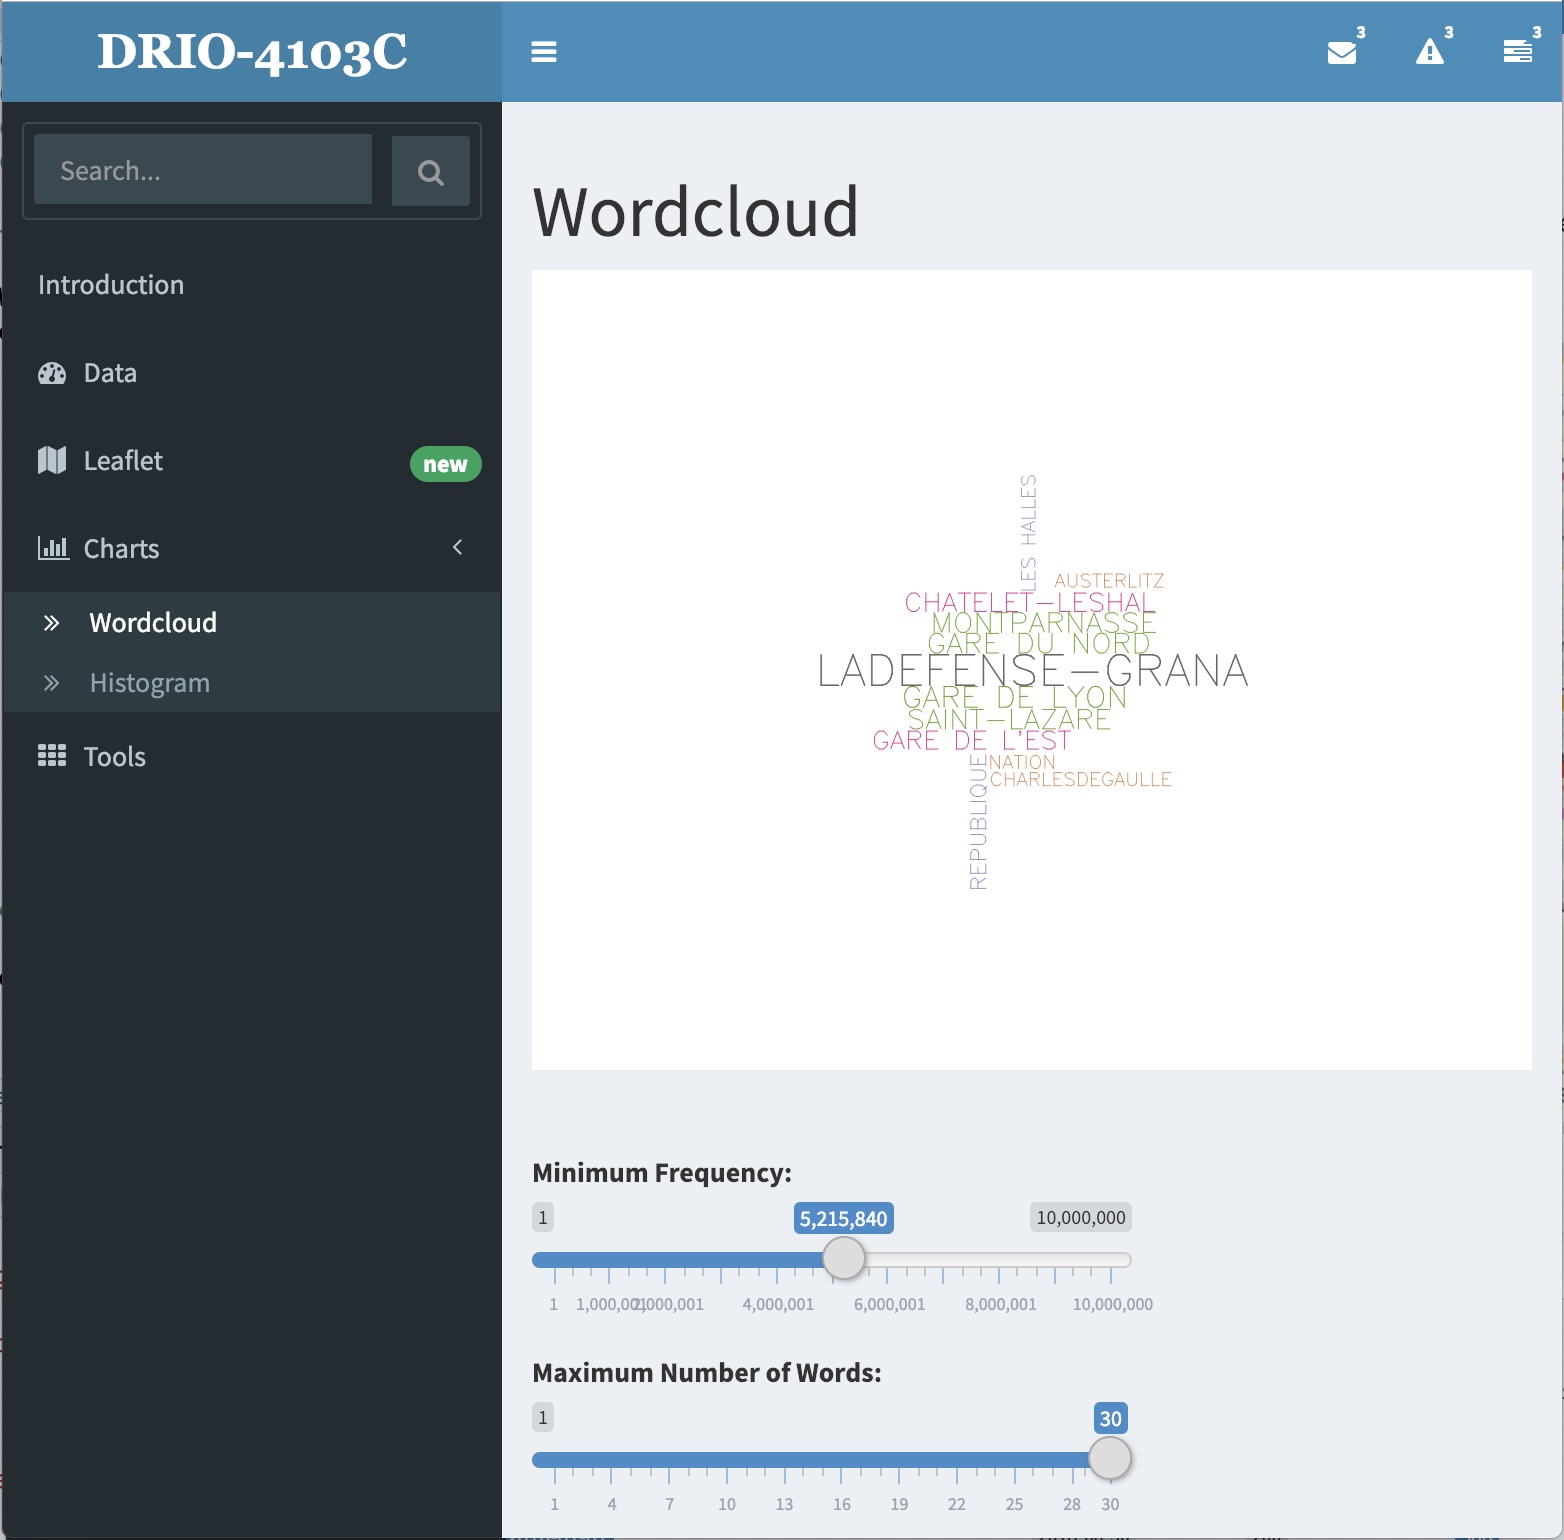 DRIO-4103C
3
3
3
Search...
Introduction
Data
Leaflet
new
Charts
Wordcloud
Histogram
Tools
Wordcloud
LES HALLES
AUSTERLITZ
CHATELET–LESHAL
MONTPARNASSE
GARE DU NORD
LADEFENSE–GRANA
GARE DE LYON
SAINT–LAZARE
GARE DE L'EST
NATION
CHARLESDEGAULLE
REPUBLIQUE
Minimum Frequency:
1 5,215,840 10,000,000
1 1,000,001 2,000,001 4,000,001 6,000,001 8,000,001 10,000,000
Maximum Number of Words:
1 30
1 4 7 10 13 16 19 22 25 28 30